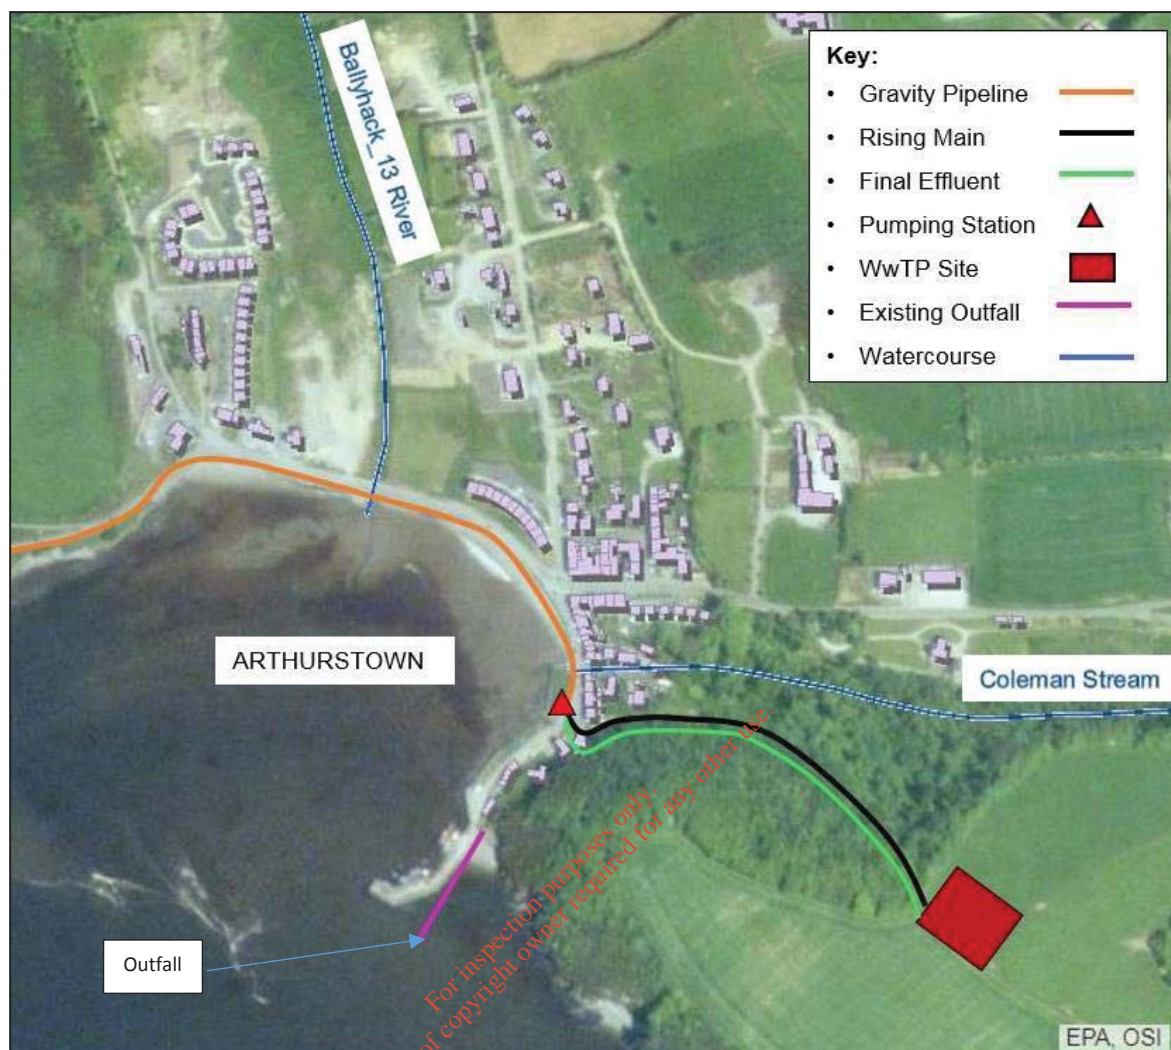 Ballyhack_13 River
Key:
• Gravity Pipeline
• Rising Main
• Final Effluent
• Pumping Station
• WwTP Site
• Existing Outfall
• Watercourse
ARTHURSTOWN
Coleman Stream
For inspection purposes only.
of copyright owner required for any other use
Outfall
EPA, OSI